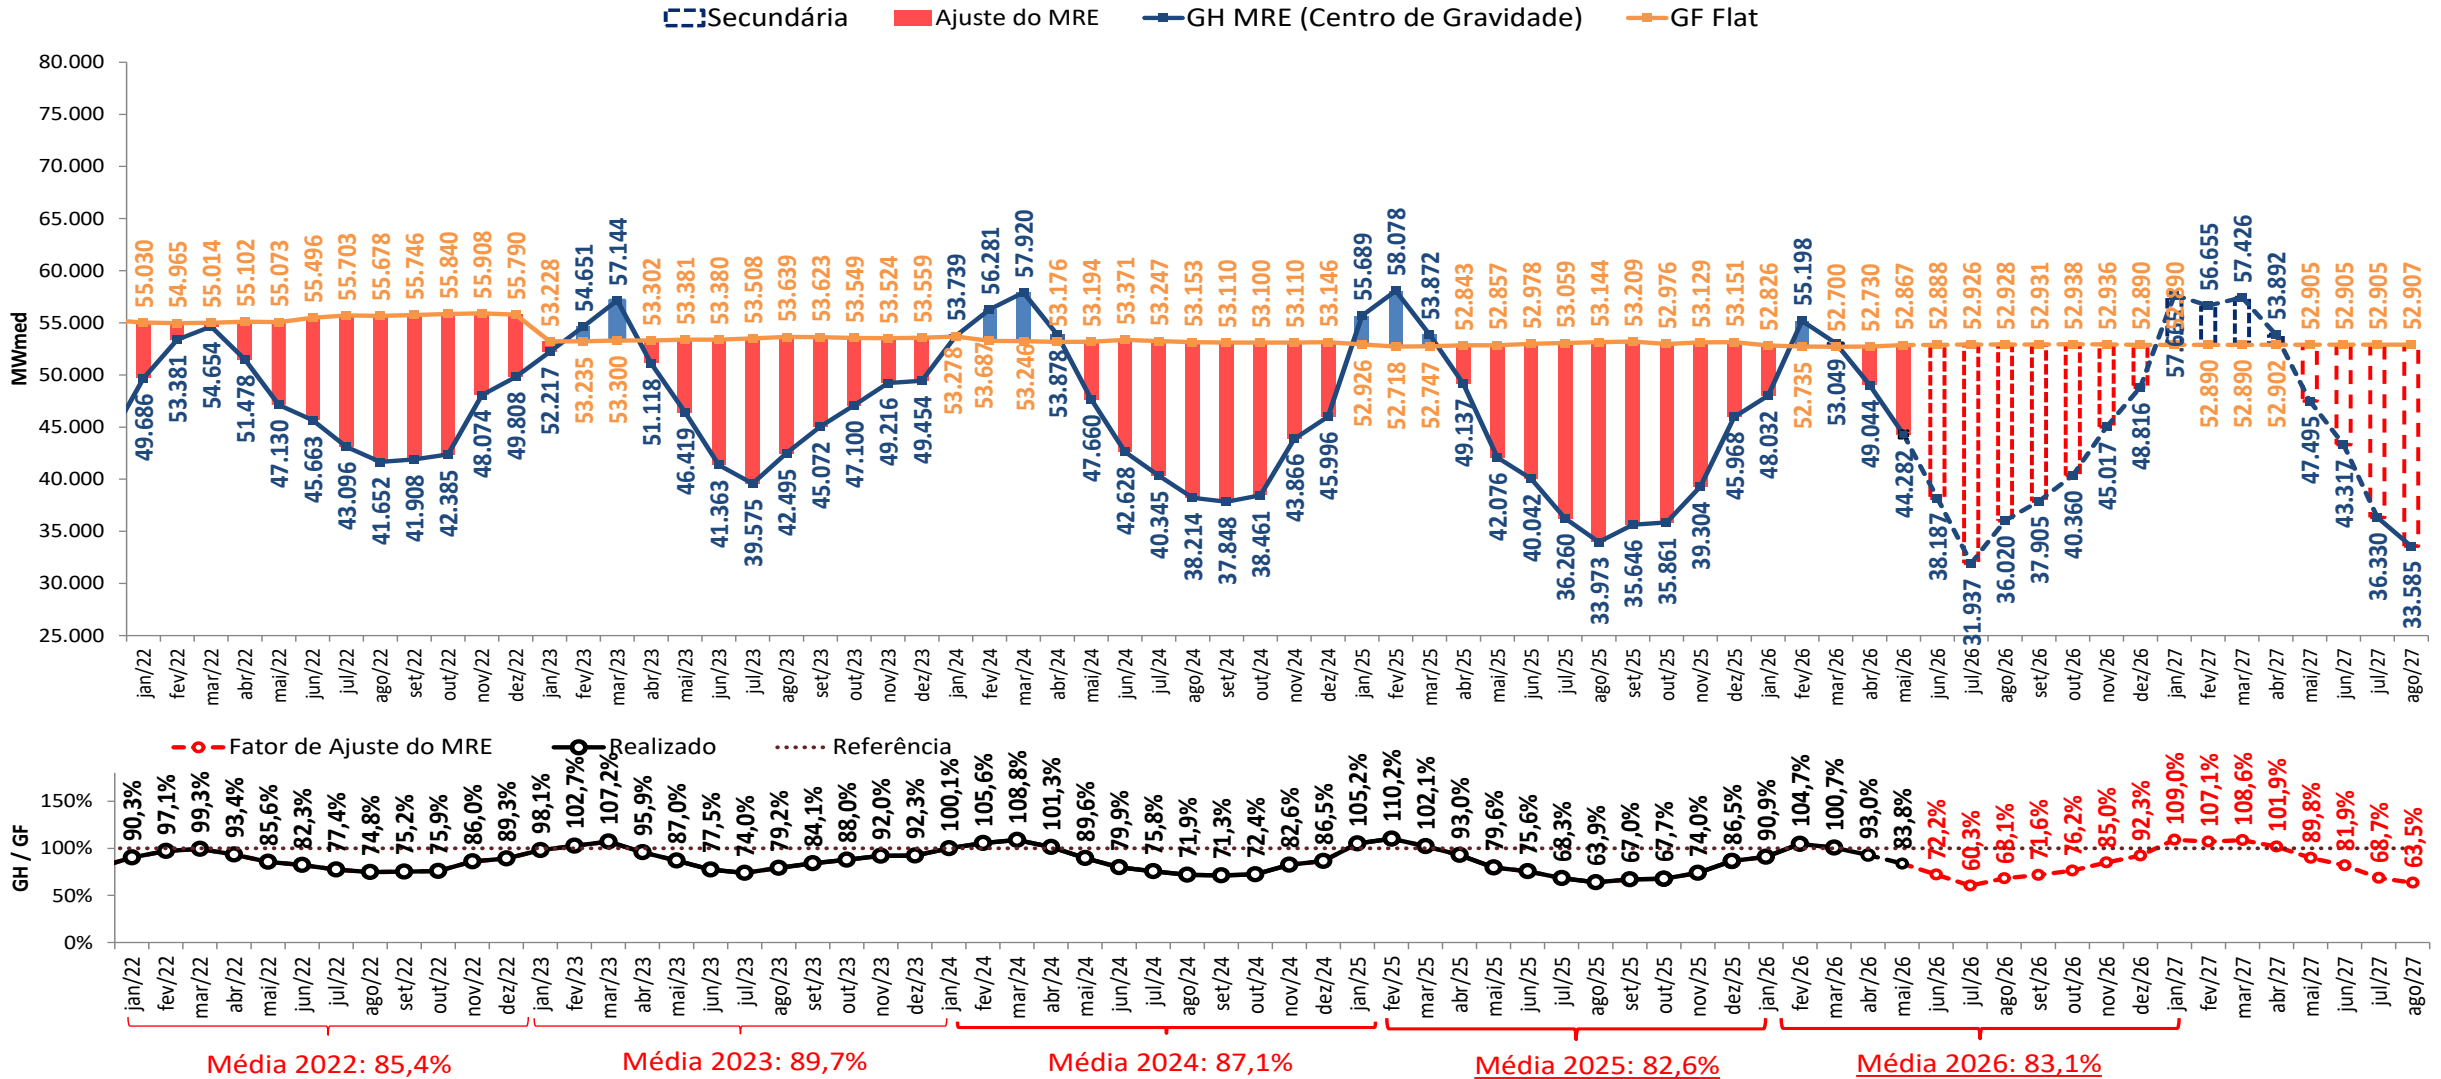 Secundária Ajuste do MRE GH MRE (Centro de Gravidade) GF Flat
MWmed
80.000
75.000
70.000
65.000
60.000
55.000
50.000
45.000
40.000
35.000
30.000
25.000
55.030 54.965 55.014 55.102 55.073 55.496 55.703 55.678 55.746 55.840 55.908 55.790
49.686 53.381 54.654 51.478 47.130 45.663 43.096 41.652 41.908 42.385 48.074 49.808
53.228 53.235 53.300 53.302 53.381 53.380 53.508 53.639 53.623 53.549 53.524 53.559
52.217 54.651 57.144 51.118 46.419 41.363 39.575 42.495 45.072 47.100 49.216 49.454
53.278 53.687 53.246 53.176 53.194 53.371 53.247 53.153 53.110 53.100 53.110 53.146
53.739 56.281 57.920 53.878 47.660 42.628 40.345 38.214 37.848 38.461 43.866 45.996
52.926 52.718 52.747 52.843 52.857 52.978 53.059 53.144 53.209 52.976 53.129 53.151
55.689 58.078 53.872 49.137 42.076 40.042 36.260 33.973 35.646 35.861 39.304 45.968
52.826 52.735 52.700 52.730 52.867 52.888 52.926 52.928 52.931 52.938 52.936 52.890
48.032 55.198 53.049 49.044 44.282 38.187 31.937 36.020 37.905 40.360 45.017 48.816
52.890 52.890 52.890 52.902 52.905 52.905 52.905 52.907
56.655 57.426 53.892 47.495 43.317 36.330 33.585
jan/22 fev/22 mar/22 abr/22 mai/22 jun/22 jul/22 ago/22 set/22 out/22 nov/22 dez/22 jan/23 fev/23 mar/23 abr/23 mai/23 jun/23 jul/23 ago/23 set/23 out/23 nov/23 dez/23 jan/24 fev/24 mar/24 abr/24 mai/24 jun/24 jul/24 ago/24 set/24 out/24 nov/24 dez/24 jan/25 fev/25 mar/25 abr/25 mai/25 jun/25 jul/25 ago/25 set/25 out/25 nov/25 dez/25 jan/26 fev/26 mar/26 abr/26 mai/26 jun/26 jul/26 ago/26 set/26 out/26 nov/26 dez/26 jan/27 fev/27 mar/27 abr/27 mai/27 jun/27 jul/27 ago/27
Fator de Ajuste do MRE Realizado Referência
GH / GF
150%
100%
50%
0%
90,3% 97,1% 99,3% 93,4% 85,6% 82,3% 77,4% 74,8% 75,2% 75,9% 86,0% 89,3% 98,1% 102,7% 107,2% 95,9% 87,0% 77,5% 74,0% 79,2% 84,1% 88,0% 92,0% 92,3% 100,1% 105,6% 108,8% 101,3% 89,6% 79,9% 75,8% 71,9% 71,3% 72,4% 82,6% 86,5% 105,2% 110,2% 102,1% 93,0% 79,6% 75,6% 68,3% 63,9% 67,0% 67,7% 74,0% 86,5% 90,9% 104,7% 100,7% 93,0% 83,8% 72,2% 60,3% 68,1% 71,6% 76,2% 85,0% 92,3% 109,0% 107,1% 108,6% 101,9% 89,8% 81,9% 68,7% 63,5%
jan/22 fev/22 mar/22 abr/22 mai/22 jun/22 jul/22 ago/22 set/22 out/22 nov/22 dez/22 jan/23 fev/23 mar/23 abr/23 mai/23 jun/23 jul/23 ago/23 set/23 out/23 nov/23 dez/23 jan/24 fev/24 mar/24 abr/24 mai/24 jun/24 jul/24 ago/24 set/24 out/24 nov/24 dez/24 jan/25 fev/25 mar/25 abr/25 mai/25 jun/25 jul/25 ago/25 set/25 out/25 nov/25 dez/25 jan/26 fev/26 mar/26 abr/26 mai/26 jun/26 jul/26 ago/26 set/26 out/26 nov/26 dez/26 jan/27 fev/27 mar/27 abr/27 mai/27 jun/27 jul/27 ago/27
Média 2022: 85,4% Média 2023: 89,7% Média 2024: 87,1% Média 2025: 82,6% Média 2026: 83,1%